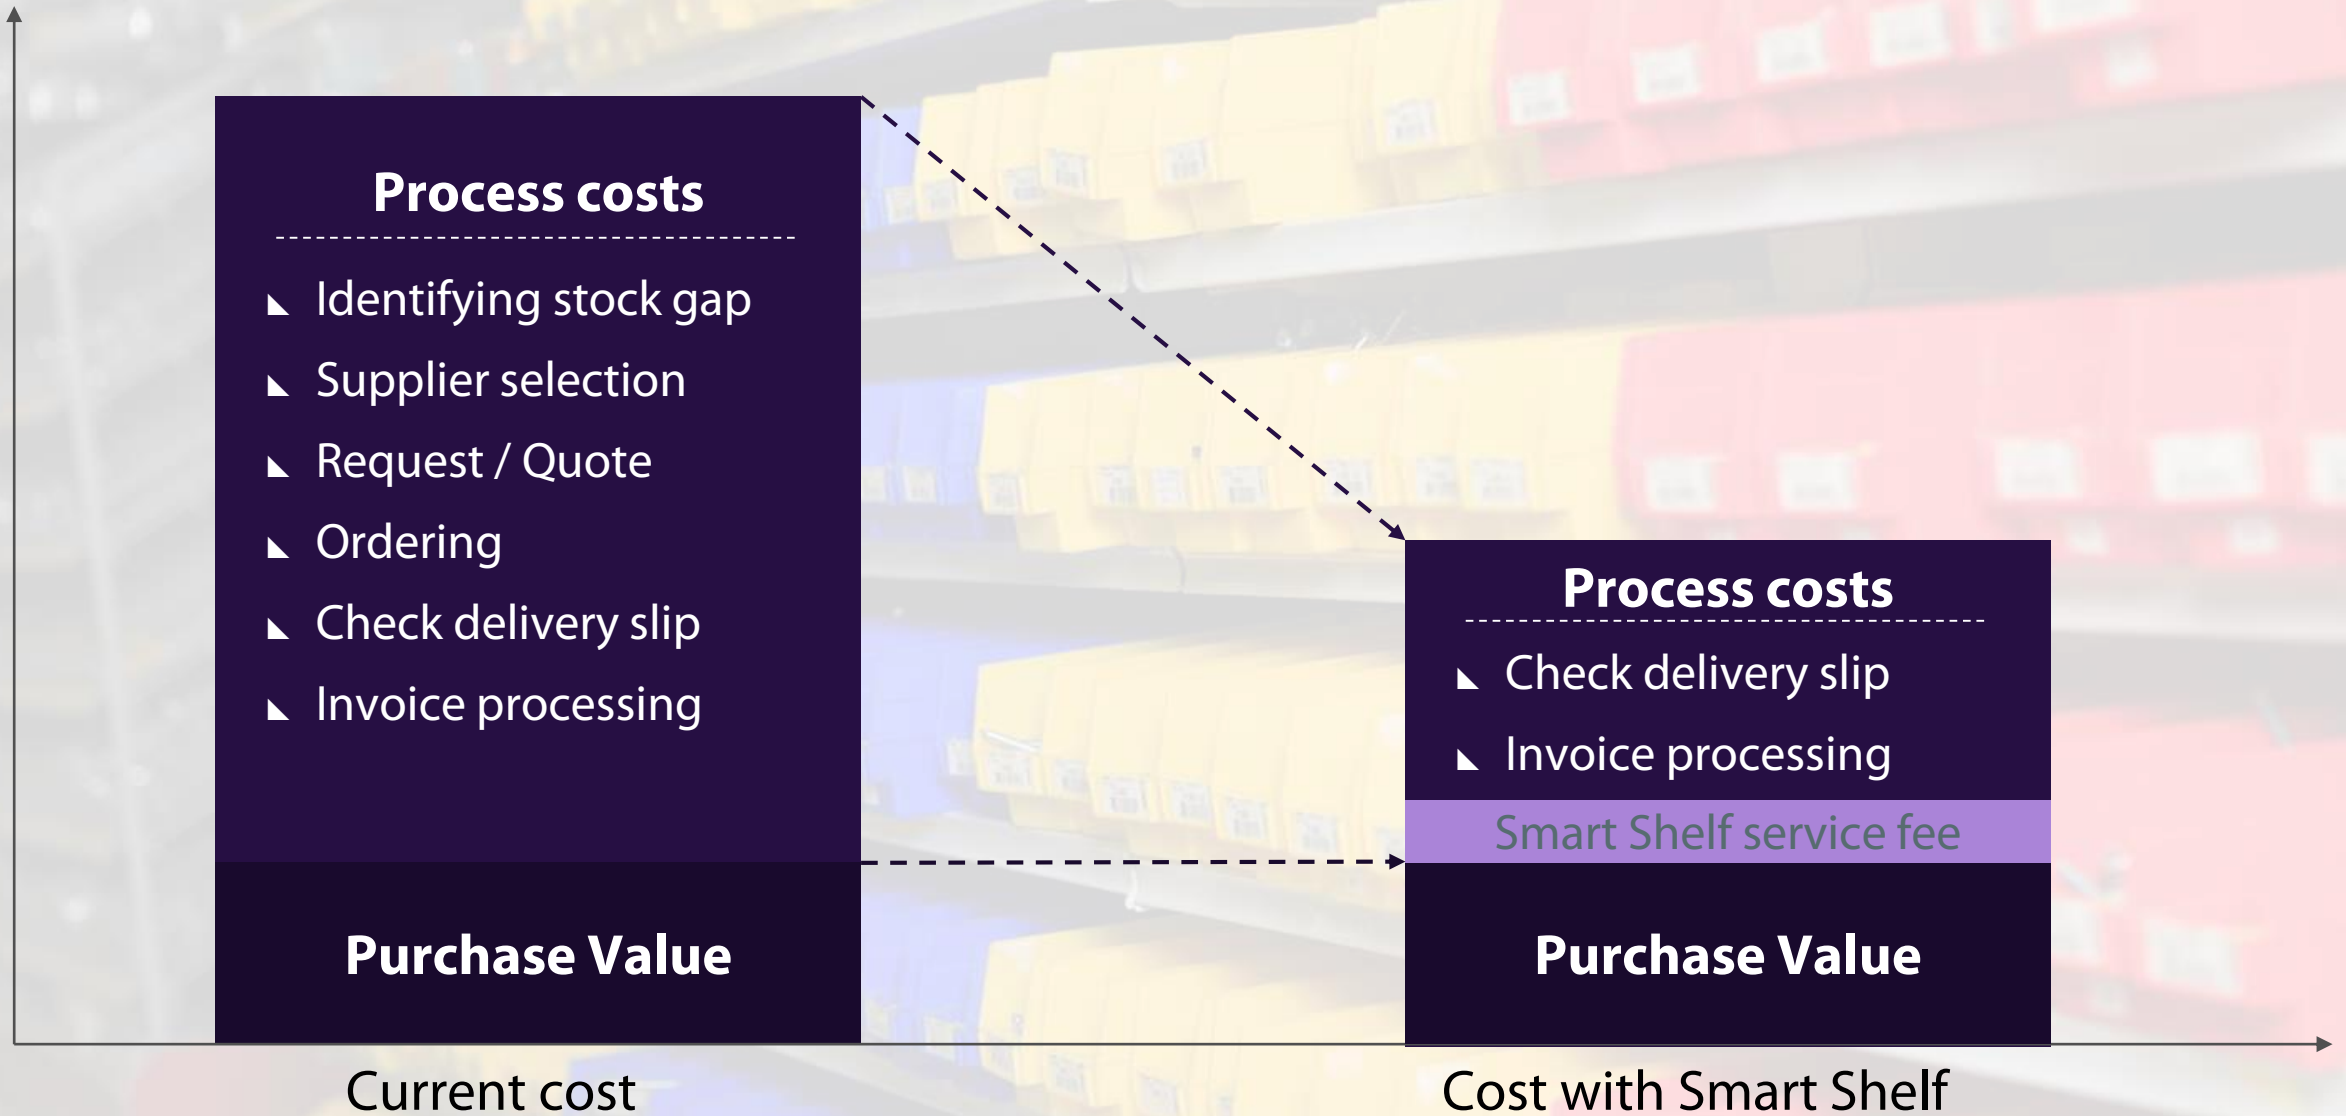 Process costs
Identifying stock gap
Supplier selection
Request / Quote
Ordering
Check delivery slip
Invoice processing
Purchase Value
Current cost
Process costs
Check delivery slip
Invoice processing
Smart Shelf service fee
Purchase Value
Cost with Smart Shelf